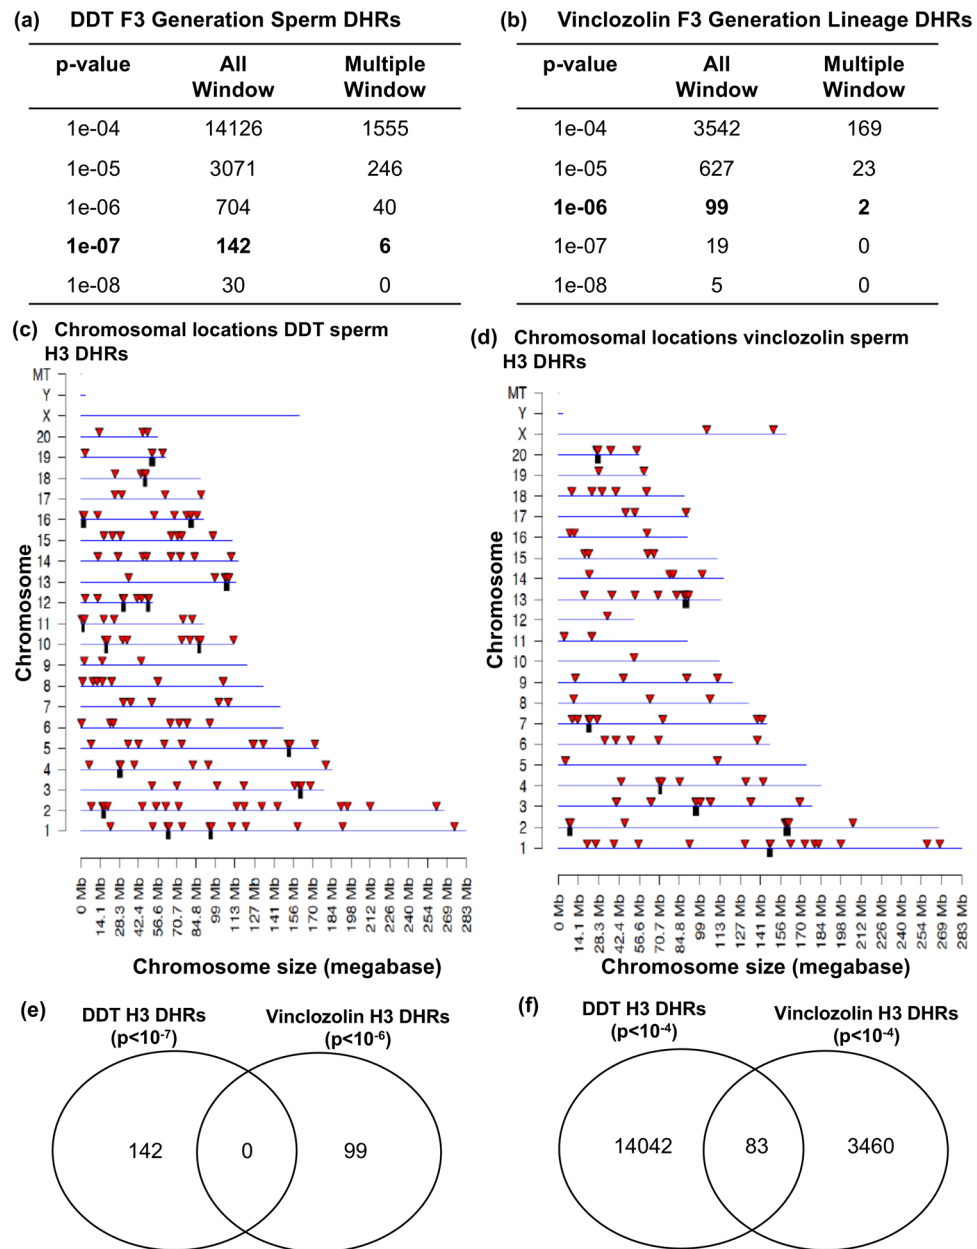 (a) DDT F3 Generation Sperm DHRs
p-value All Window Multiple Window
1e-04 14126 1555
1e-05 3071 246
1e-06 704 40
1e-07 142 6
1e-08 30 0
(b) Vinclozolin F3 Generation Lineage DHRs
p-value All Window Multiple Window
1e-04 3542 169
1e-05 627 23
1e-06 99 2
1e-07 19 0
1e-08 5 0
(c) Chromosomal locations DDT sperm
H3 DHRs
MT
Y
X
20
19
18
17
16
15
14
13
12
11
10
9
8
7
6
5
4
3
2
1
Chromosome
0 Mb
14.1 Mb
28.3 Mb
42.4 Mb
56.6 Mb
70.7 Mb
84.8 Mb
99 Mb
113 Mb
127 Mb
141 Mb
156 Mb
170 Mb
184 Mb
198 Mb
212 Mb
226 Mb
240 Mb
254 Mb
269 Mb
283 Mb
Chromosome size (megabase)
(d) Chromosomal locations vinclozolin sperm
H3 DHRs
MT
Y
X
20
19
18
17
16
15
14
13
12
11
10
9
8
7
6
5
4
3
2
1
Chromosome
0 Mb
14.1 Mb
28.3 Mb
42.4 Mb
56.6 Mb
70.7 Mb
84.8 Mb
99 Mb
113 Mb
127 Mb
141 Mb
156 Mb
170 Mb
184 Mb
198 Mb
212 Mb
226 Mb
240 Mb
254 Mb
269 Mb
283 Mb
Chromosome size (megabase)
(e)
DDT H3 DHRs
(p<10-7)
Vinclozolin H3 DHRs
(p<10-6)
142 0 99
(f)
DDT H3 DHRs
(p<10-4)
Vinclozolin H3 DHRs
(p<10-4)
14042 83 3460